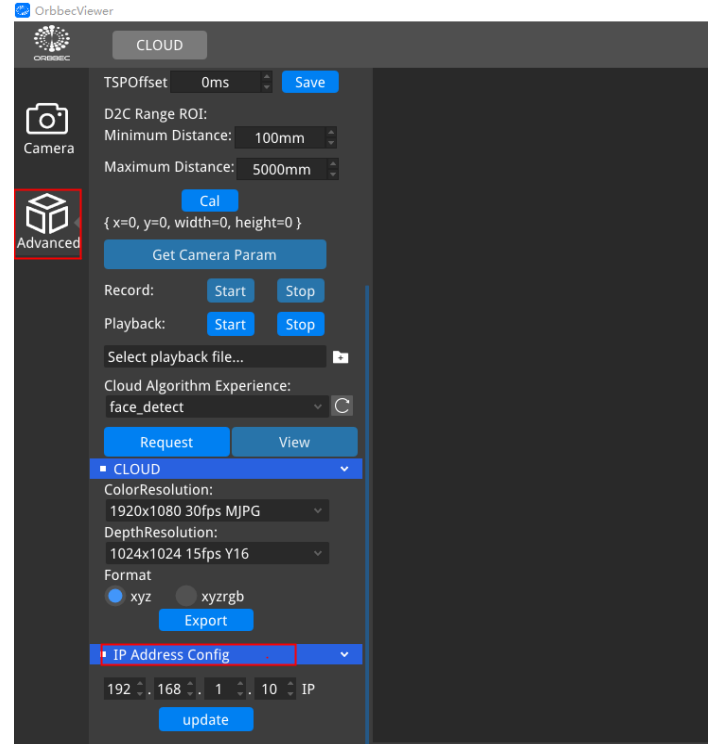 OrbbecViewer
ORBBEC
CLOUD
Camera
Advanced
TSPOffset 0ms Save
D2C Range ROI:
Minimum Distance: 100mm
Maximum Distance: 5000mm
Cal
{ x=0, y=0, width=0, height=0 }
Get Camera Param
Record: Start Stop
Playback: Start Stop
Select playback file...
Cloud Algorithm Experience:
face_detect
Request View
CLOUD
ColorResolution:
1920x1080 30fps MJPG
DepthResolution:
1024x1024 15fps Y16
Format
xyz xyzrgb
Export
IP Address Config
192 . 168 . 1 . 10 IP
update